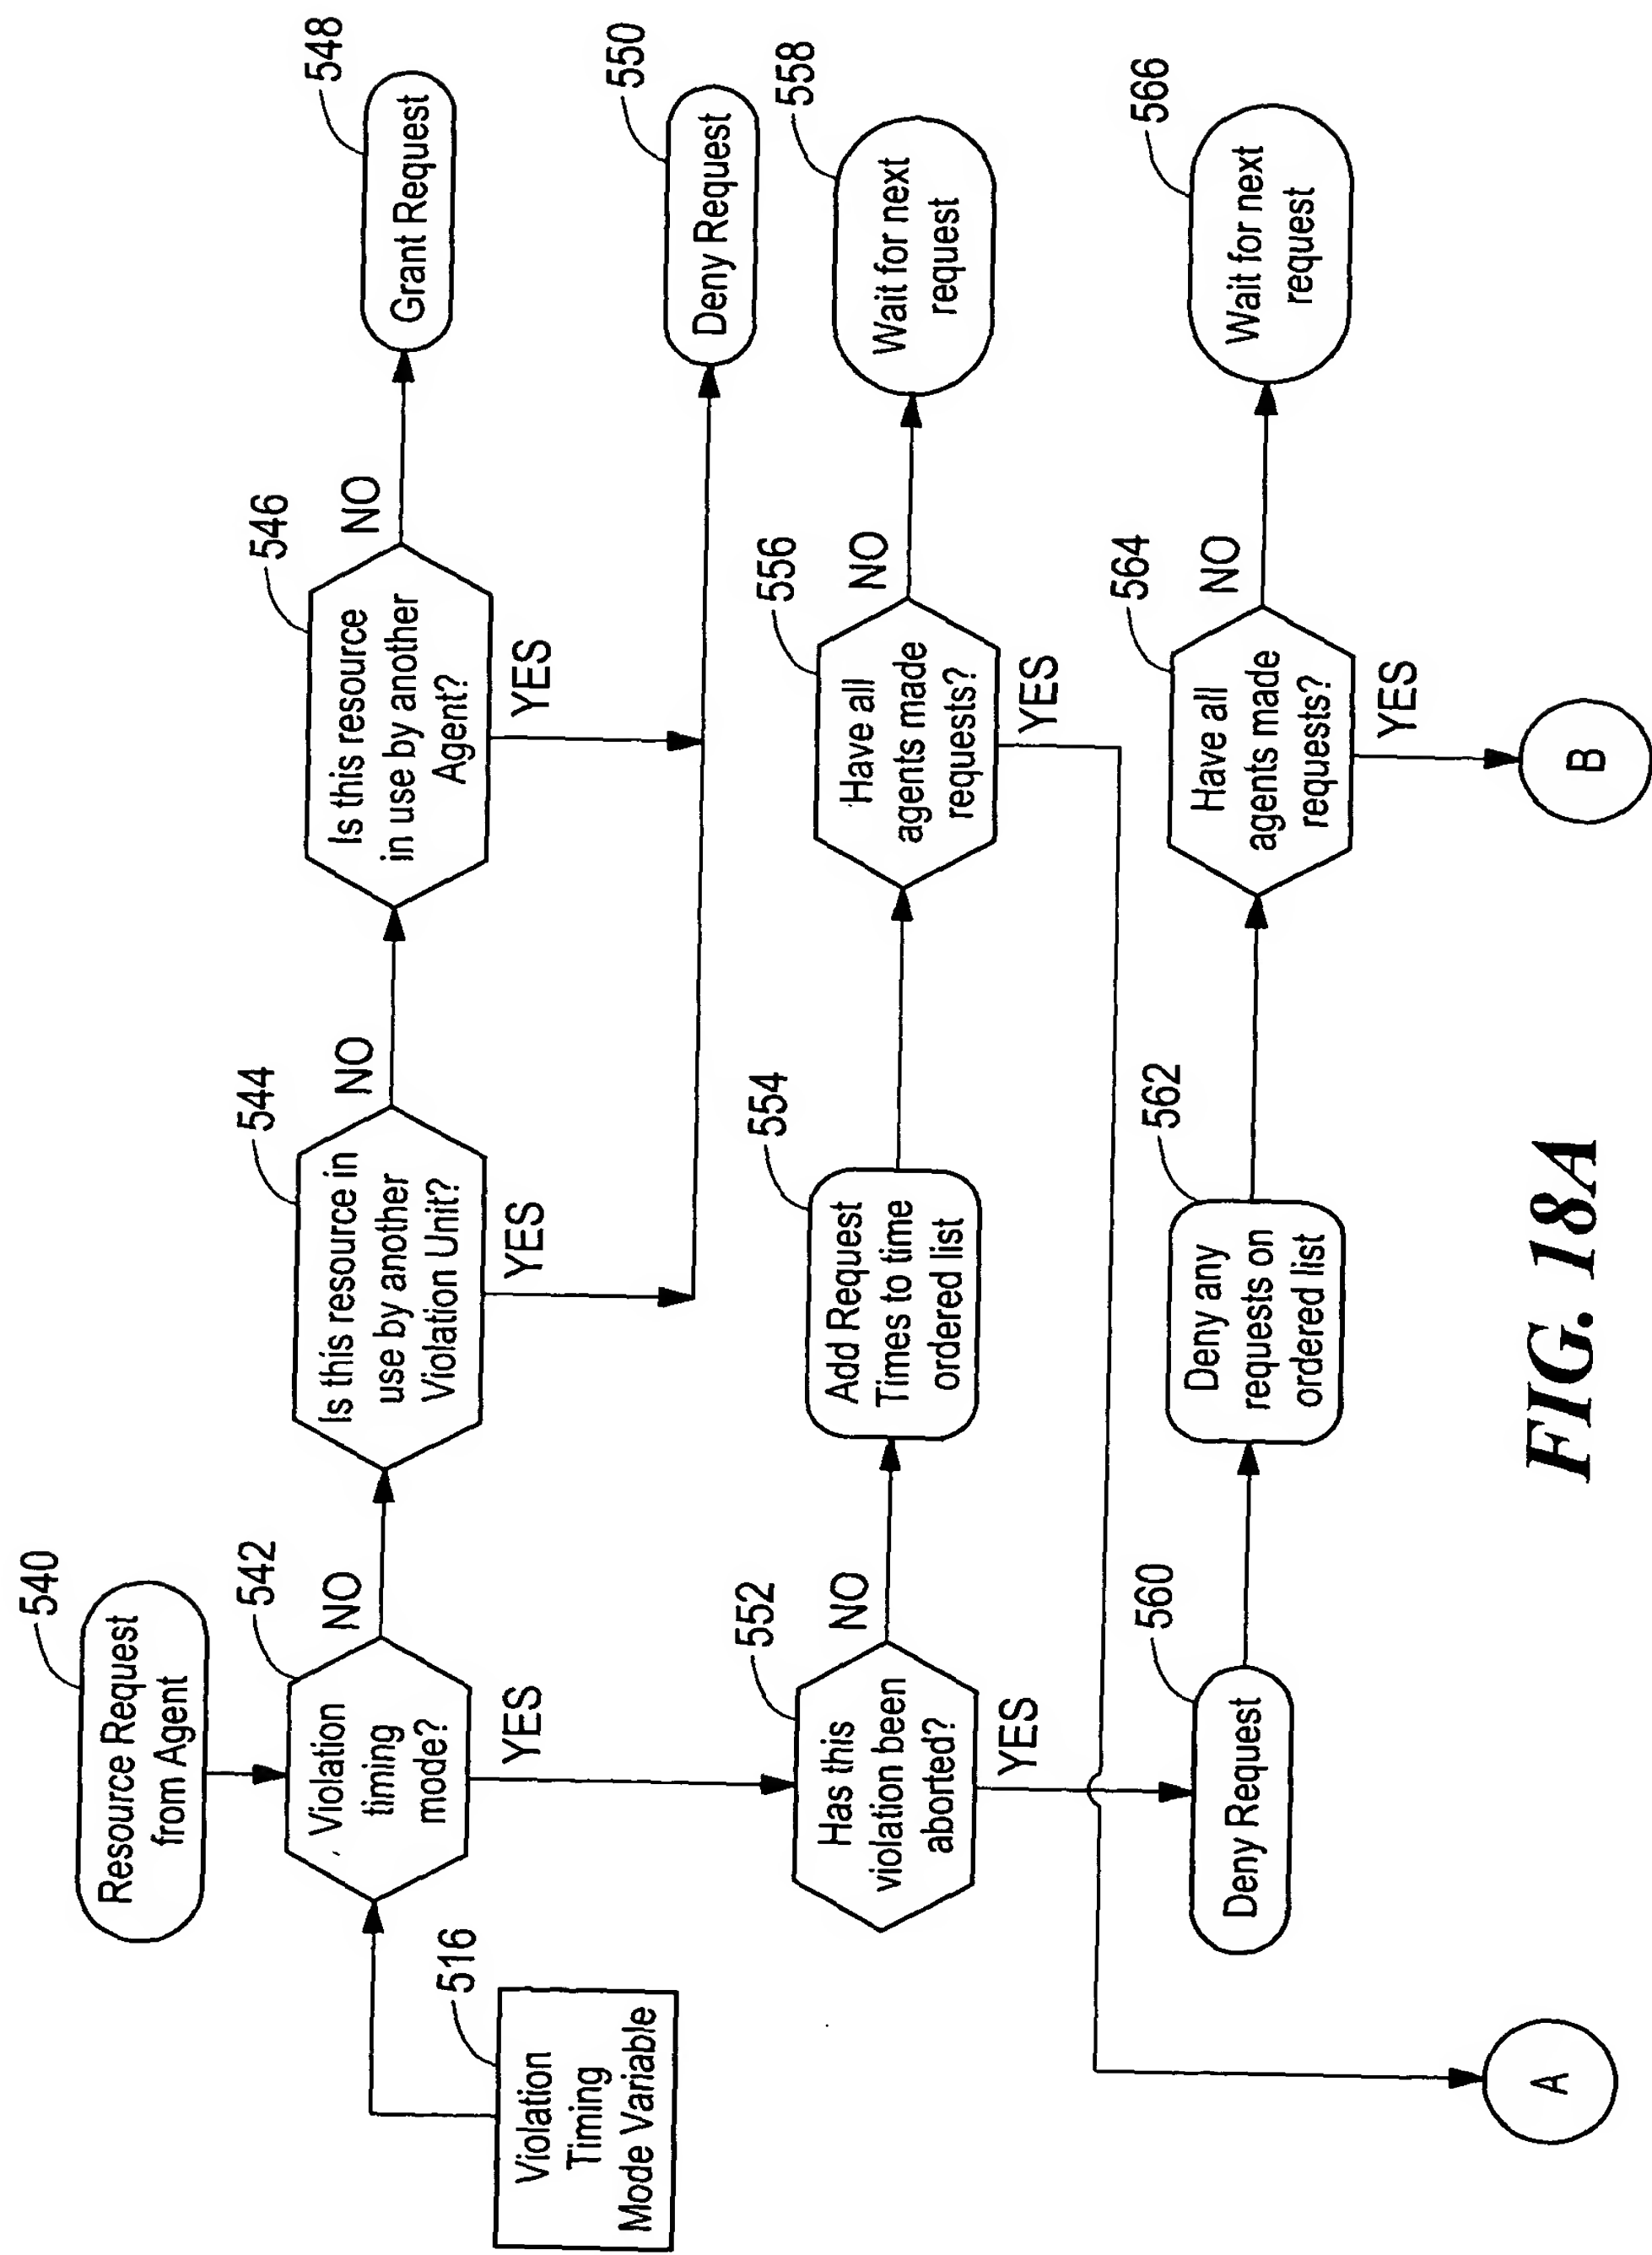 540
Resource Request
from Agent
516
Violation
Timing
Mode Variable
542
Violation
timing
mode?
NO
YES
544
Is this resource in
use by another
Violation Unit?
NO
YES
546
Is this resource
in use by another
Agent?
NO
YES
548
Grant Request
550
Deny Request
552
Has this
violation been
aborted?
NO
YES
554
Add Request
Times to time
ordered list
556
Have all
agents made
requests?
NO
YES
558
Wait for next
request
560
Deny Request
562
Deny any
requests on
ordered list
564
Have all
agents made
requests?
NO
YES
566
Wait for next
request
A
B
FIG. 18A